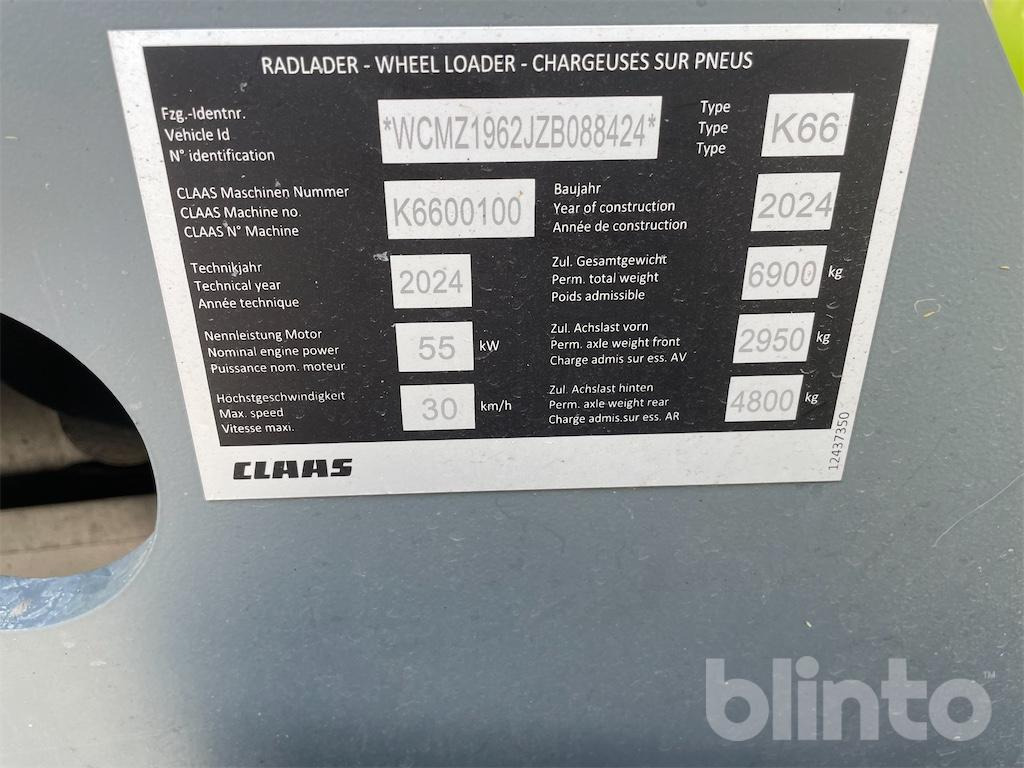 RADLADER - WHEEL LOADER - CHARGEUSES SUR PNEUS
Fzg.-Identnr.
Vehicle Id
N° identification
*WCMZ1962JZB088424*
Type
Type
Type
K66
CLAAS Maschinen Nummer
CLAAS Machine no.
CLAAS N° Machine
K6600100
Baujahr
Year of construction
Année de construction
2024
Technikjahr
Technical year
Année technique
2024
Zul. Gesamtgewicht
Perm. total weight
Poids admissible
6900 kg
Nennleistung Motor
Nominal engine power
Puissance nom. moteur
55 kW
Zul. Achslast vorn
Perm. axle weight front
Charge admis sur ess. AV
2950 kg
Höchstgeschwindigkeit
Max. speed
Vitesse maxi.
30 km/h
Zul. Achslast hinten
Perm. axle weight rear
Charge admis.sur ess. AR
4800 kg
CLAAS
12437350
blinto™